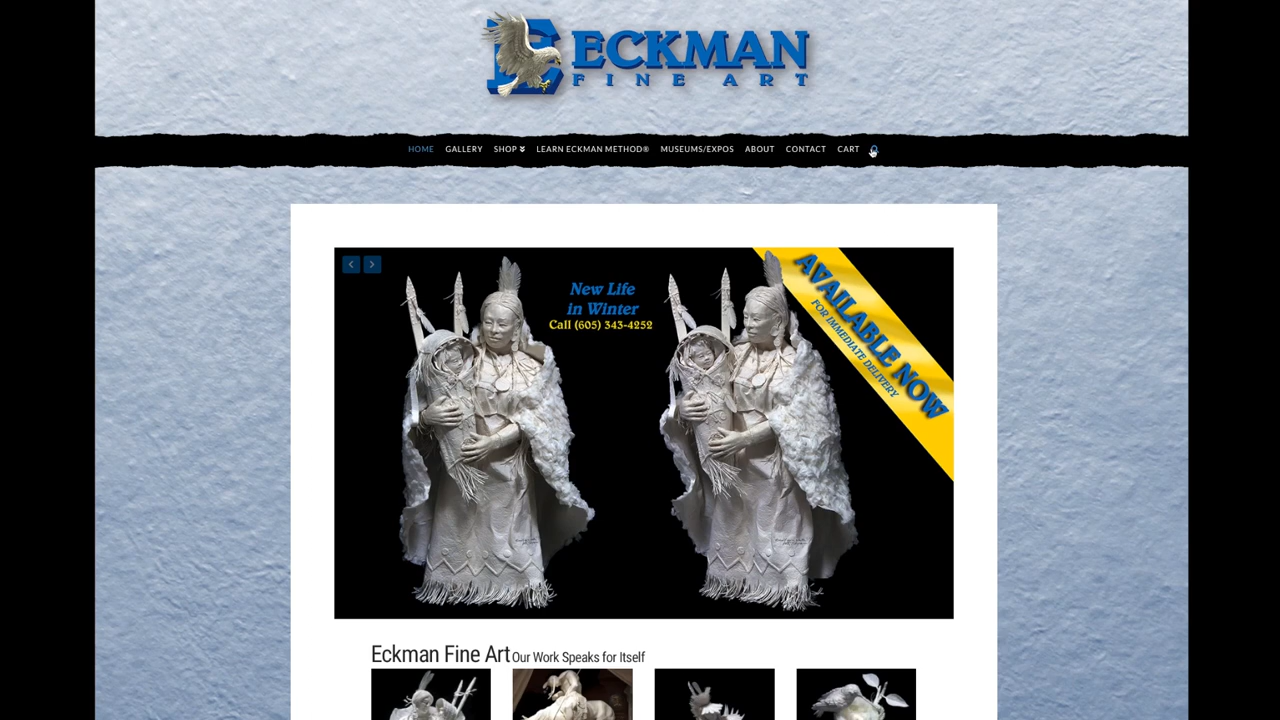 ECKMAN
FINE ART
HOME GALLERY SHOP LEARN ECKMAN METHOD® MUSEUMS/EXPOS ABOUT CONTACT CART
New Life
in Winter
Call (605) 343-4252
AVAILABLE NOW
FOR IMMEDIATE DELIVERY
Eckman Fine Art Our Work Speaks for Itself